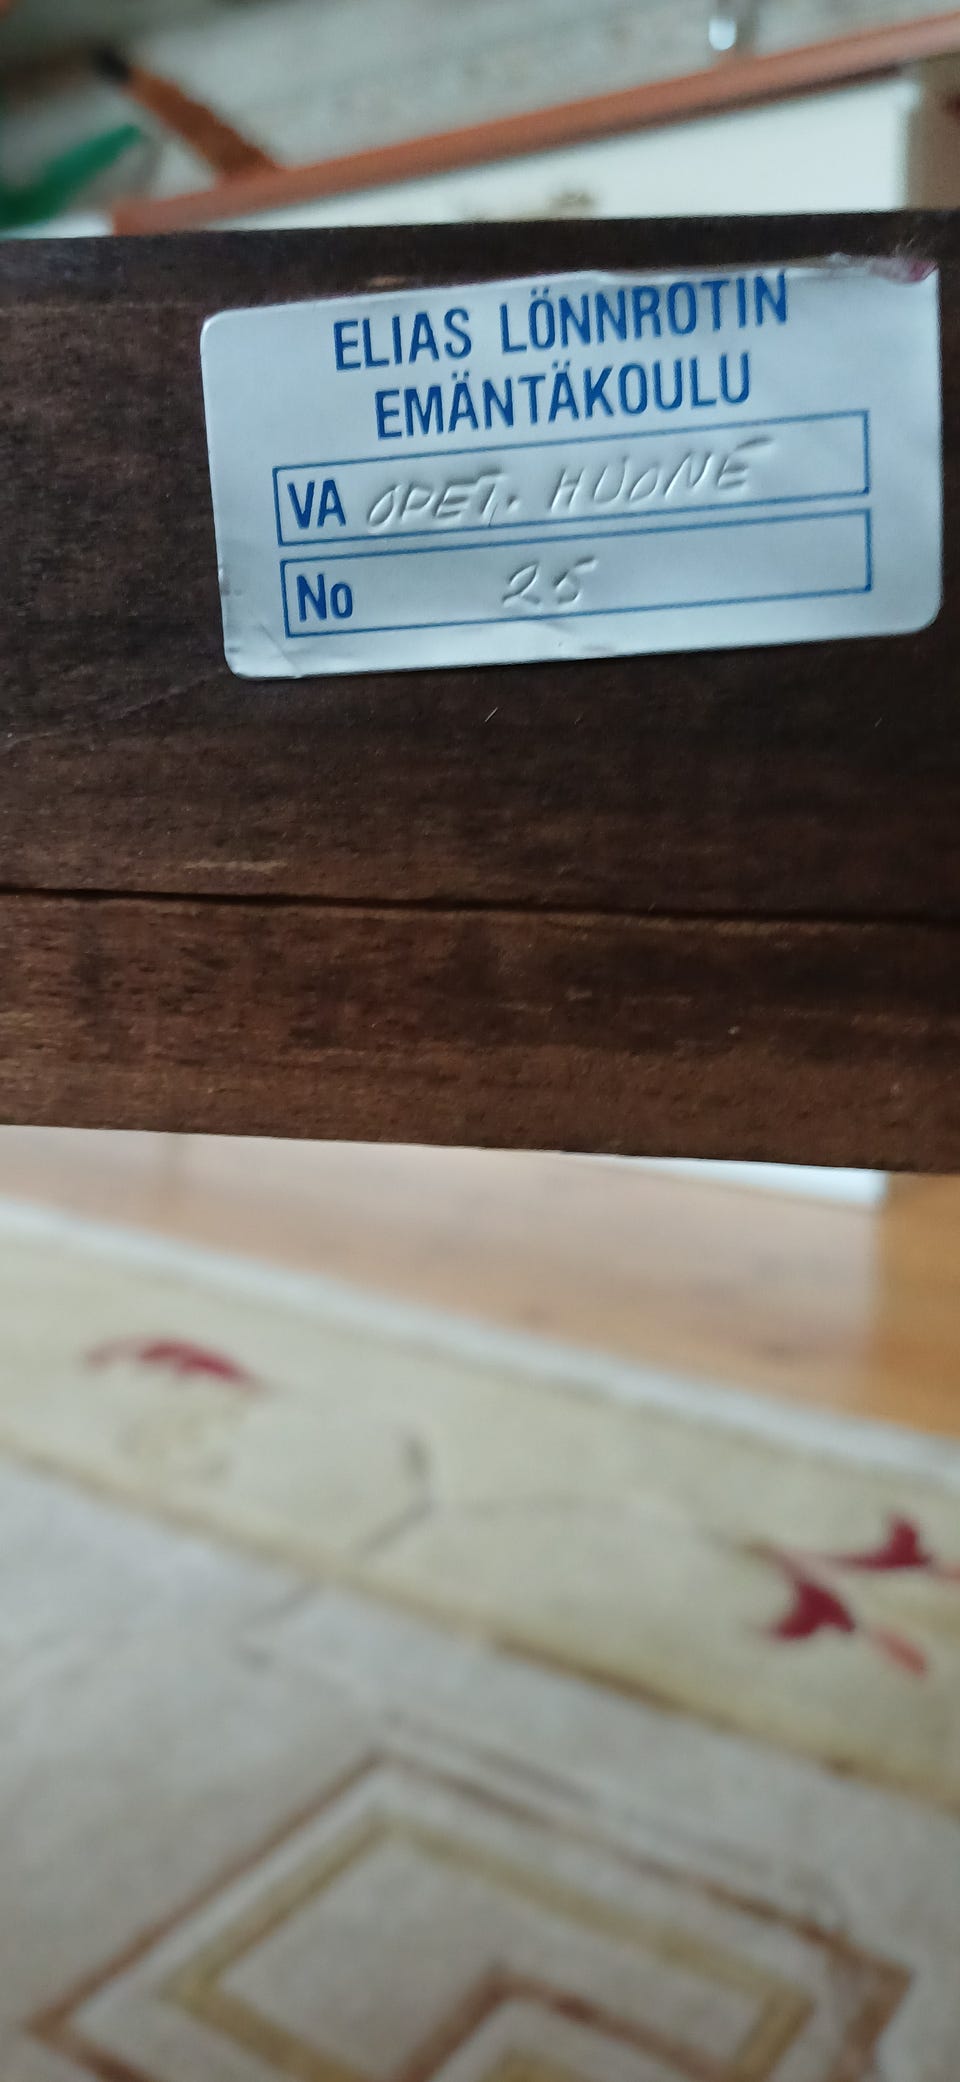 ELIAS LÖNNROTIN
EMÄNTÄKOULU
VA OPET. HUONE
No 25